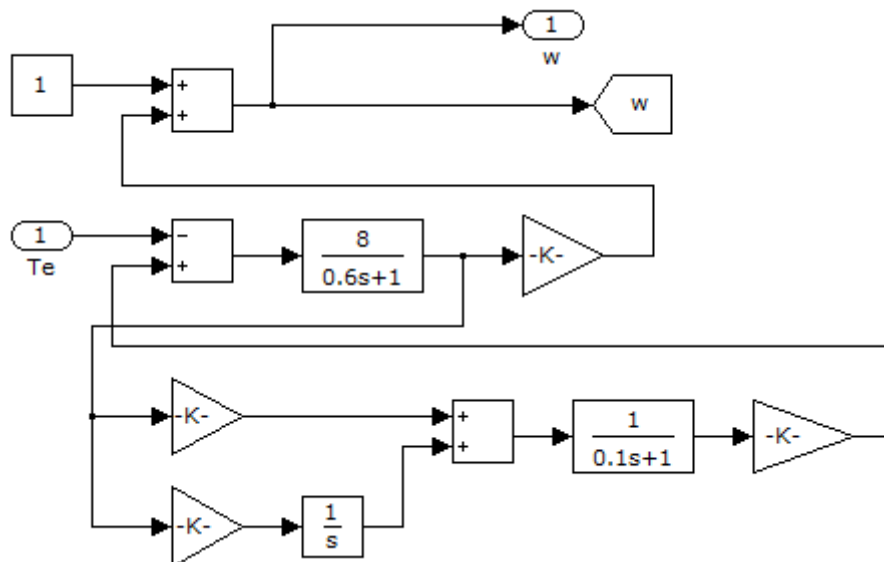 1
w
1
+
+
w
1
Te
−
+
8
0.6s+1
-K-
-K-
+
+
1
0.1s+1
-K-
-K-
1
s